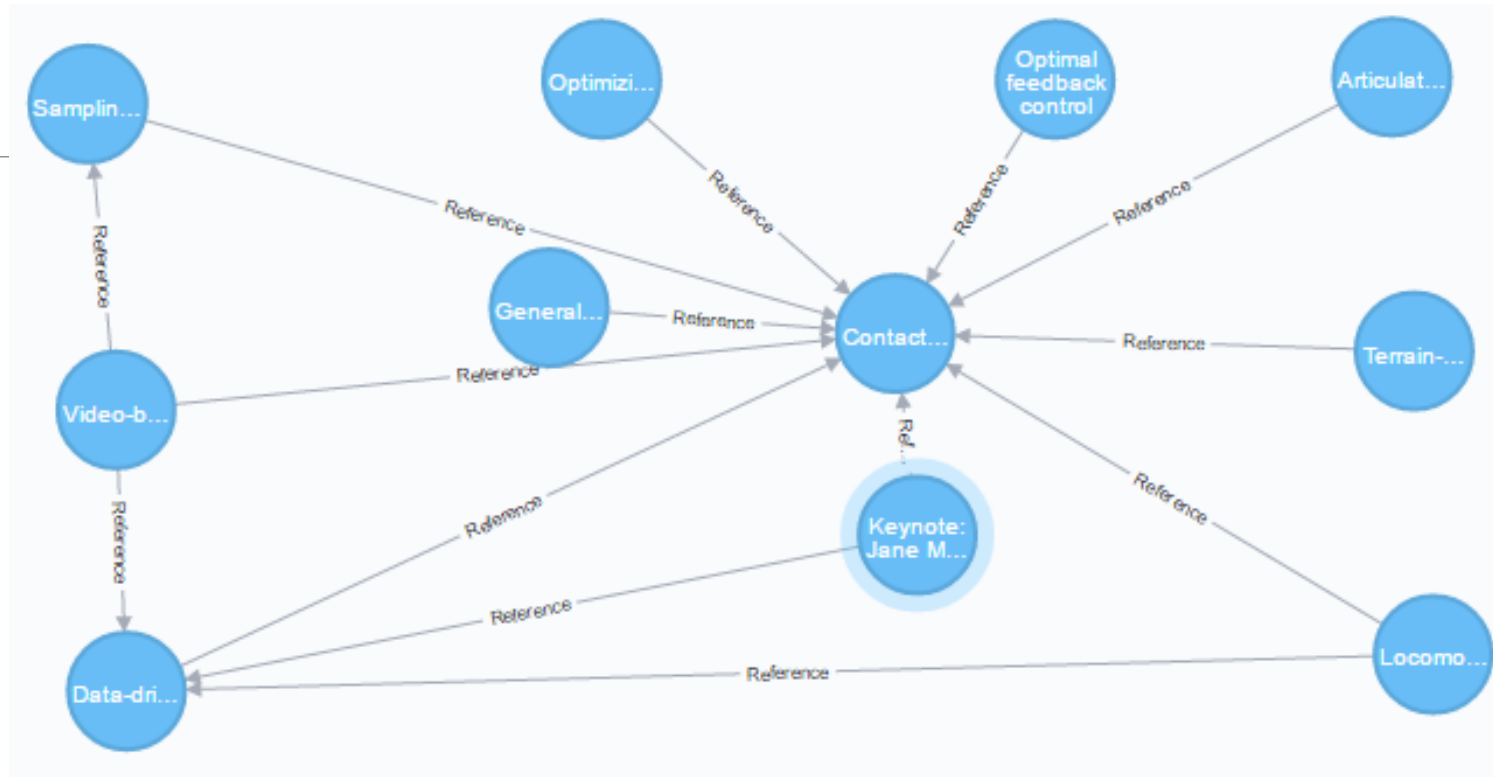 Optimal
feedback
control
Optimizi...
Articulat...
Samplin...
Reference
Reference
Reference
Reference
Reference
General...
Reference
Contact...
Reference
Terrain-...
Reference
Video-b...
Ref...
Reference
Reference
Reference
Keynote:
Jane M...
Reference
Locomo...
Reference
Data-dri...